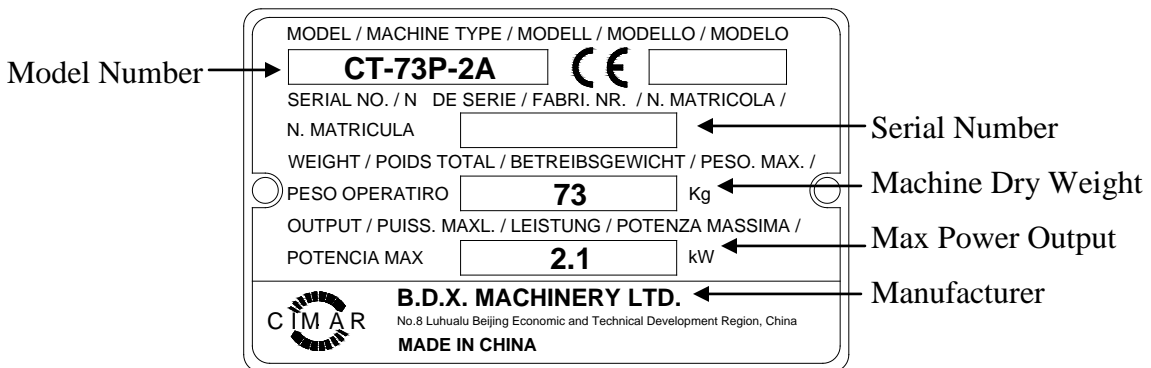 MODEL / MACHINE TYPE / MODELL / MODELLO / MODELO
Model Number
CT-73P-2A
CE
SERIAL NO. / N DE SERIE / FABRI. NR. / N. MATRICOLA /
N. MATRICULA
Serial Number
WEIGHT / POIDS TOTAL / BETREIBSGEWICHT / PESO. MAX. /
PESO OPERATIRO 73 Kg
Machine Dry Weight
OUTPUT / PUISS. MAXL. / LEISTUNG / POTENZA MASSIMA /
POTENCIA MAX 2.1 kW
Max Power Output
B.D.X. MACHINERY LTD.
Manufacturer
CIMAR
No.8 Luhualu Beijing Economic and Technical Development Region, China
MADE IN CHINA